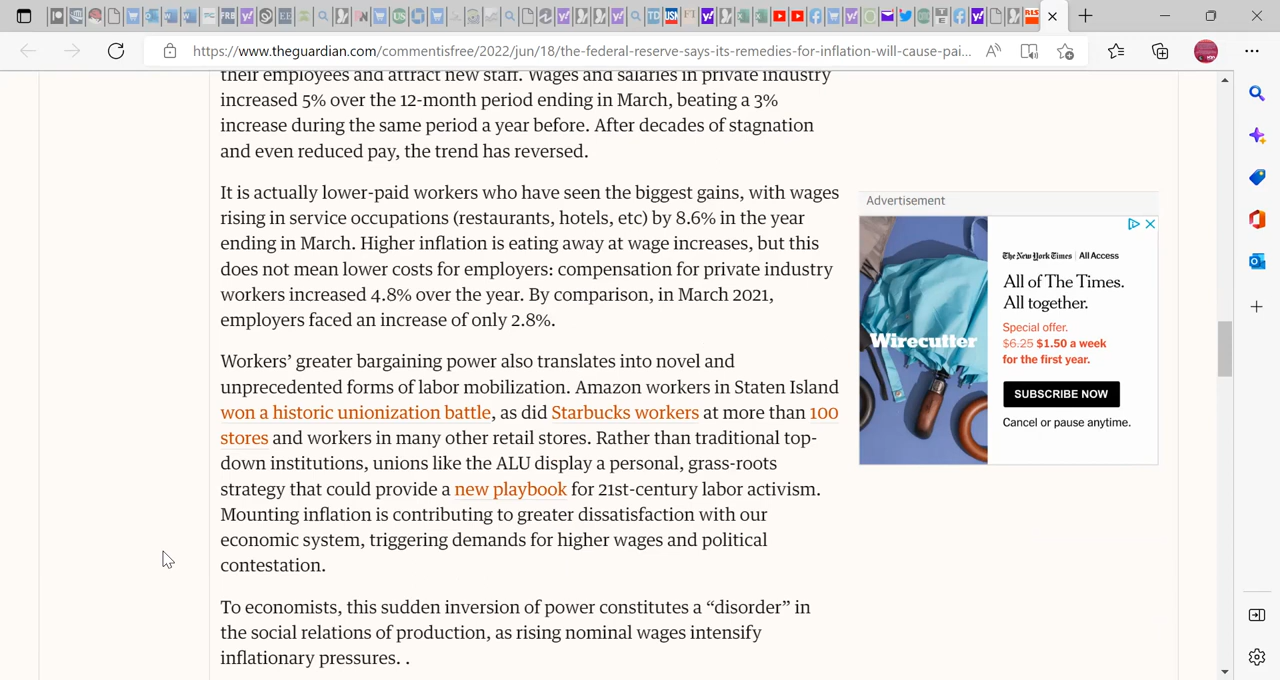 https://www.theguardian.com/commentisfree/2022/jun/18/the-federal-reserve-says-its-remedies-for-inflation-will-cause-pai...
their employees and attract new staff. Wages and salaries in private industry
increased 5% over the 12-month period ending in March, beating a 3%
increase during the same period a year before. After decades of stagnation
and even reduced pay, the trend has reversed.
It is actually lower-paid workers who have seen the biggest gains, with wages
rising in service occupations (restaurants, hotels, etc) by 8.6% in the year
ending in March. Higher inflation is eating away at wage increases, but this
does not mean lower costs for employers: compensation for private industry
workers increased 4.8% over the year. By comparison, in March 2021,
employers faced an increase of only 2.8%.
Workers’ greater bargaining power also translates into novel and
unprecedented forms of labor mobilization. Amazon workers in Staten Island
won a historic unionization battle, as did Starbucks workers at more than 100
stores and workers in many other retail stores. Rather than traditional top-
down institutions, unions like the ALU display a personal, grass-roots
strategy that could provide a new playbook for 21st-century labor activism.
Mounting inflation is contributing to greater dissatisfaction with our
economic system, triggering demands for higher wages and political
contestation.
To economists, this sudden inversion of power constitutes a “disorder” in
the social relations of production, as rising nominal wages intensify
inflationary pressures. .
Advertisement
Wirecutter
The New York Times | All Access
All of The Times.
All together.
Special offer.
$6.25 $1.50 a week
for the first year.
SUBSCRIBE NOW
Cancel or pause anytime.